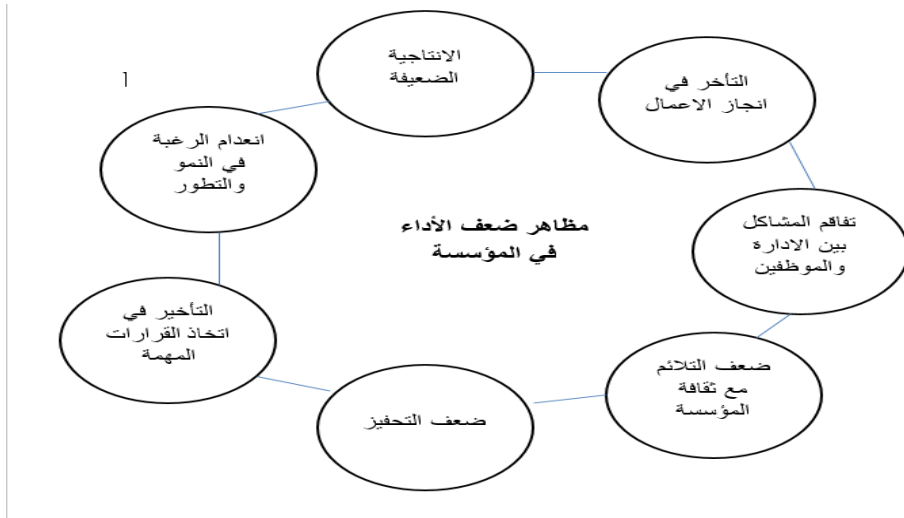 الانتاجية
الضعيفة
التأخر في
انجاز الاعمال
تفاقم المشاكل
بين الادارة
والموظفين
ضعف التلائم
مع ثقافة
المؤسسة
ضعف التحفيز
التأخير في
اتخاذ القرارات
المهمة
انعدام الرغبة
في النمو
والتطور
مظاهر ضعف الأداء
في المؤسسة